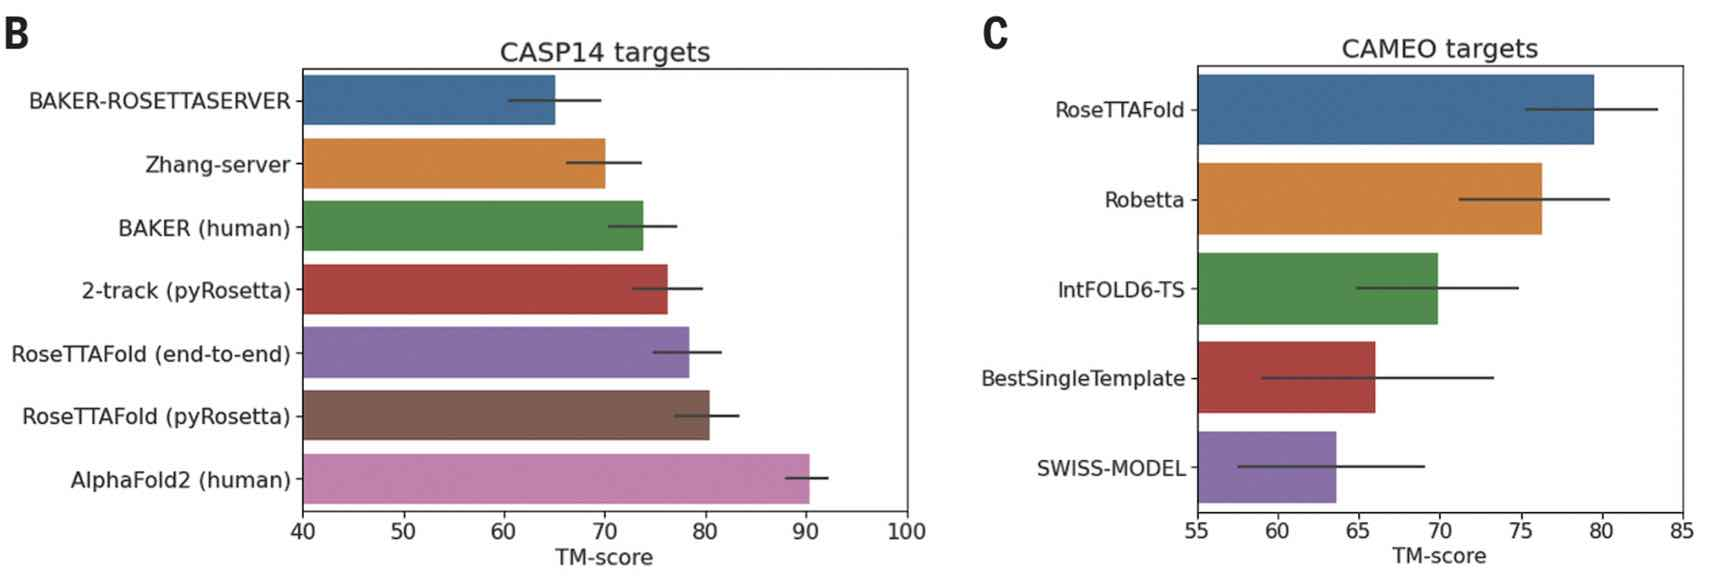 B
CASP14 targets
BAKER-ROSETTASERVER
Zhang-server
BAKER (human)
2-track (pyRosetta)
RoseTTAFold (end-to-end)
RoseTTAFold (pyRosetta)
AlphaFold2 (human)
40 50 60 70 80 90 100
TM-score
C
CAMEO targets
RoseTTAFold
Robetta
IntFOLD6-TS
BestSingleTemplate
SWISS-MODEL
55 60 65 70 75 80 85
TM-score